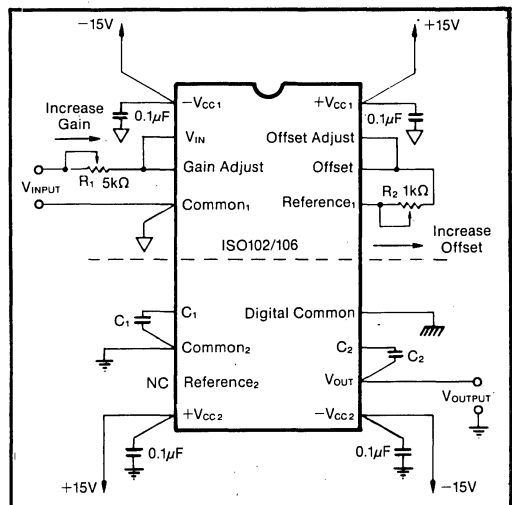 −15V
+15V
−VCC1
0.1µF
+VCC1
0.1µF
Increase
Gain
VIN
Offset Adjust
Gain Adjust
Offset
R1 5kΩ
VINPUT
Common1
Reference1
R2 1kΩ
ISO102/106
Increase
Offset
C1
C1
Digital Common
Common2
C2
C2
NC Reference2
VOUT
VOUTPUT
+VCC2
−VCC2
0.1µF
0.1µF
+15V
−15V